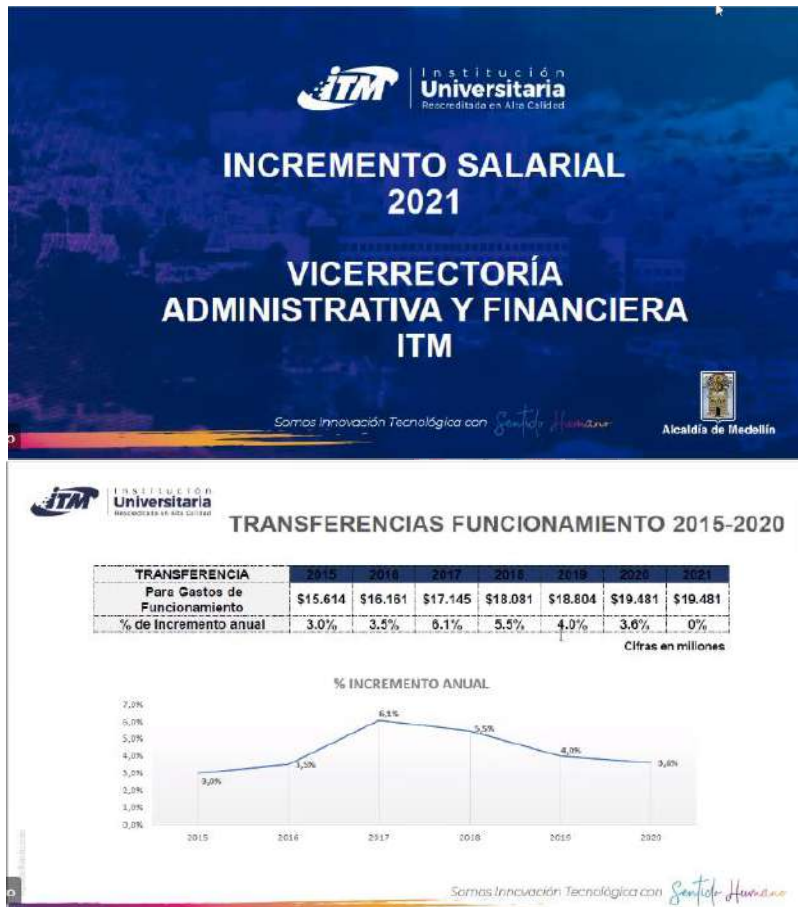 iTM
Institución
Universitaria
Reacreditada en Alta Calidad
INCREMENTO SALARIAL
2021
VICERRECTORÍA
ADMINISTRATIVA Y FINANCIERA
ITM
Somos Innovación Tecnológica con Sentido Humano
Alcaldía de Medellín
iTM
Institución
Universitaria
Reacreditada en Alta Calidad
TRANSFERENCIAS FUNCIONAMIENTO 2015-2020
TRANSFERENCIA 2015 2016 2017 2018 2019 2020 2021
Para Gastos de
Funcionamiento $15.614 $16.161 $17.145 $18.081 $18.804 $19.481 $19.481
% de Incremento anual 3.0% 3.5% 6.1% 5.5% 4.0% 3.6% 0%
Cifras en millones
% INCREMENTO ANUAL
7,0%
6,0%
5,0%
4,0%
3,0%
2,0%
1,0%
0,0%
3,0%
3,5%
6,1%
5,5%
4,0%
3,6%
2015 2016 2017 2018 2019 2020
Somos Innovación Tecnológica con Sentido Humano